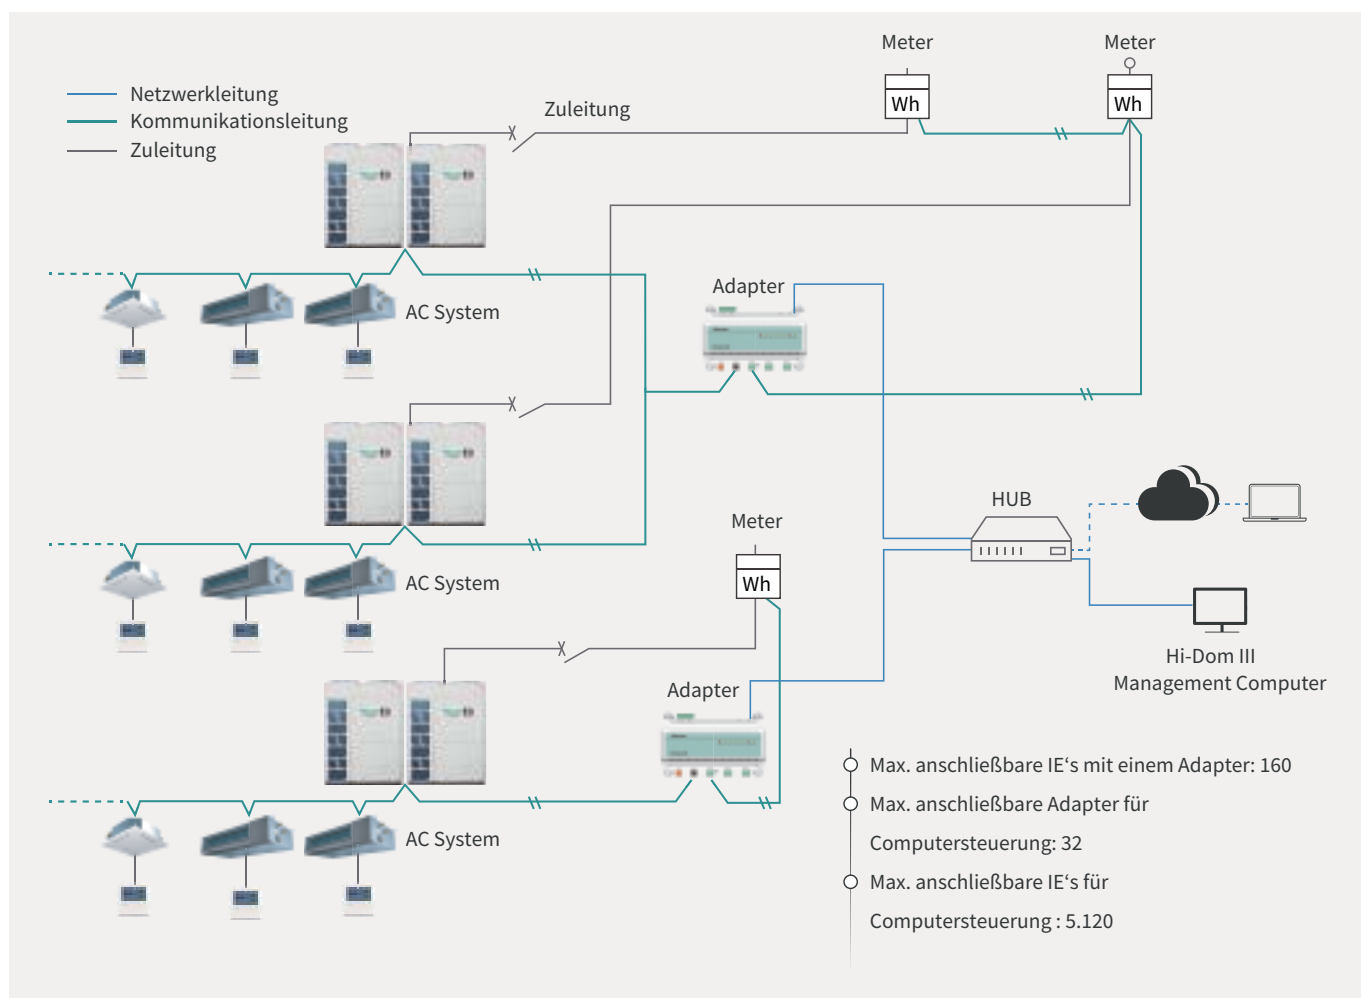 Meter
Meter
Netzwerkleitung
Kommunikationsleitung
Zuleitung
Zuleitung
Wh
Wh
Adapter
AC System
HUB
Meter
Wh
AC System
Hi-Dom III
Management Computer
Adapter
AC System
Max. anschließbare IE‘s mit einem Adapter: 160
Max. anschließbare Adapter für
Computersteuerung: 32
Max. anschließbare IE‘s für
Computersteuerung : 5.120